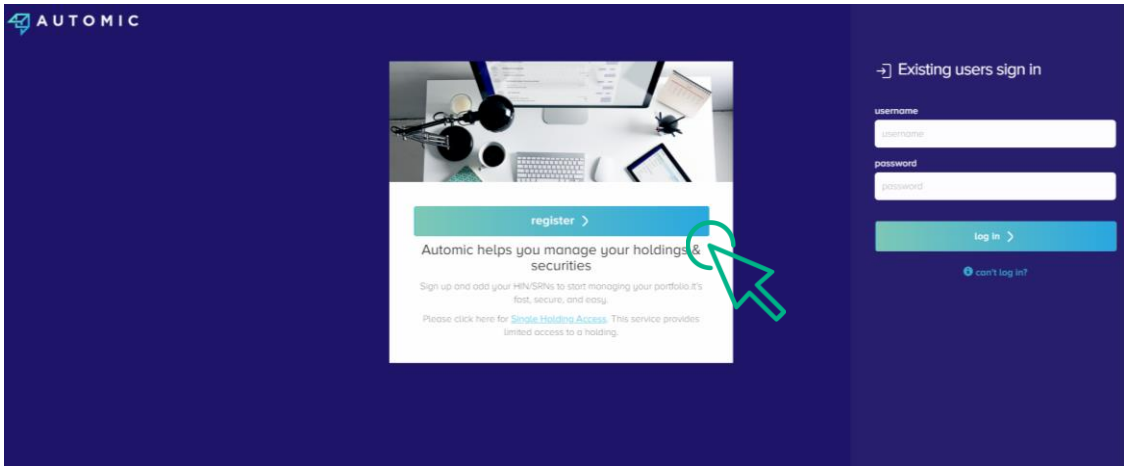 AUTOMIC
register
Automic helps you manage your holdings &
securities
Sign up and add your HIN/SRNs to start managing your portfolio.It's
fast, secure, and easy.
Please click here for Single Holding Access. This service provides
limited access to a holding.
Existing users sign in
username
username
password
password
log in
can't log in?